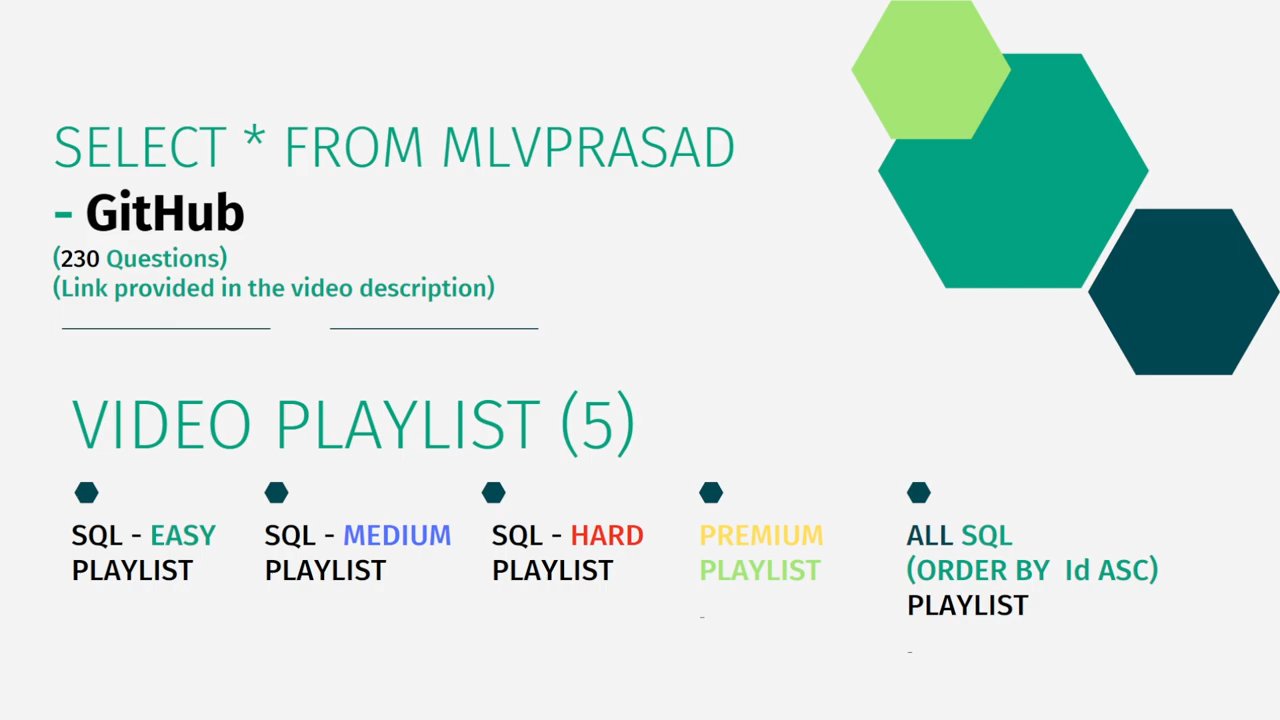 SELECT * FROM MLVPRASAD
- GitHub
(230 Questions)
(Link provided in the video description)
VIDEO PLAYLIST (5)
SQL - EASY
PLAYLIST
SQL - MEDIUM
PLAYLIST
SQL - HARD
PLAYLIST
PREMIUM
PLAYLIST
-
ALL SQL
(ORDER BY Id ASC)
PLAYLIST
-